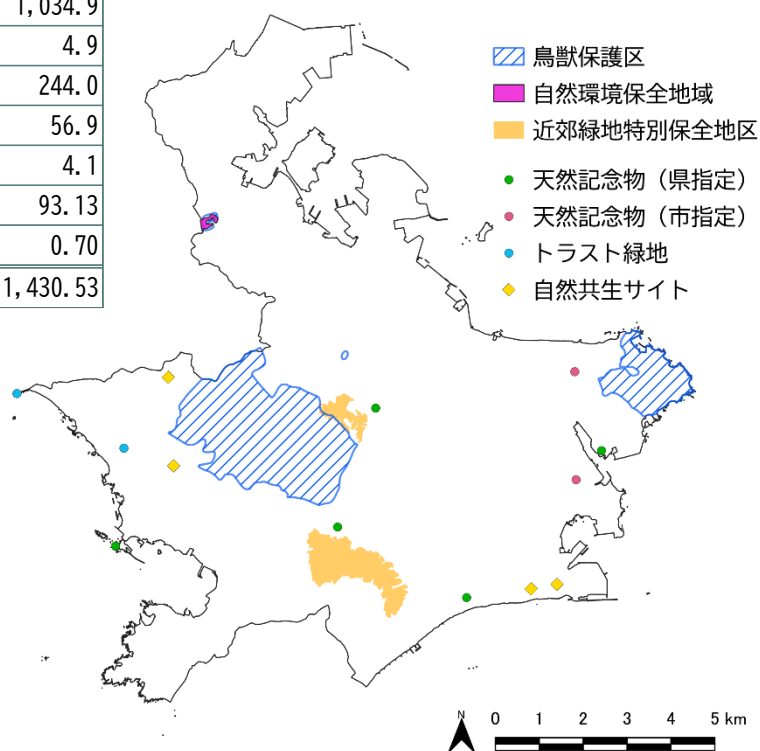 1,034.9
4.9
244.0
56.9
4.1
93.13
0.70
1,430.53
鳥獣保護区
自然環境保全地域
近郊緑地特別保全地区
天然記念物（県指定）
天然記念物（市指定）
トラスト緑地
自然共生サイト
N
0 1 2 3 4 5 km